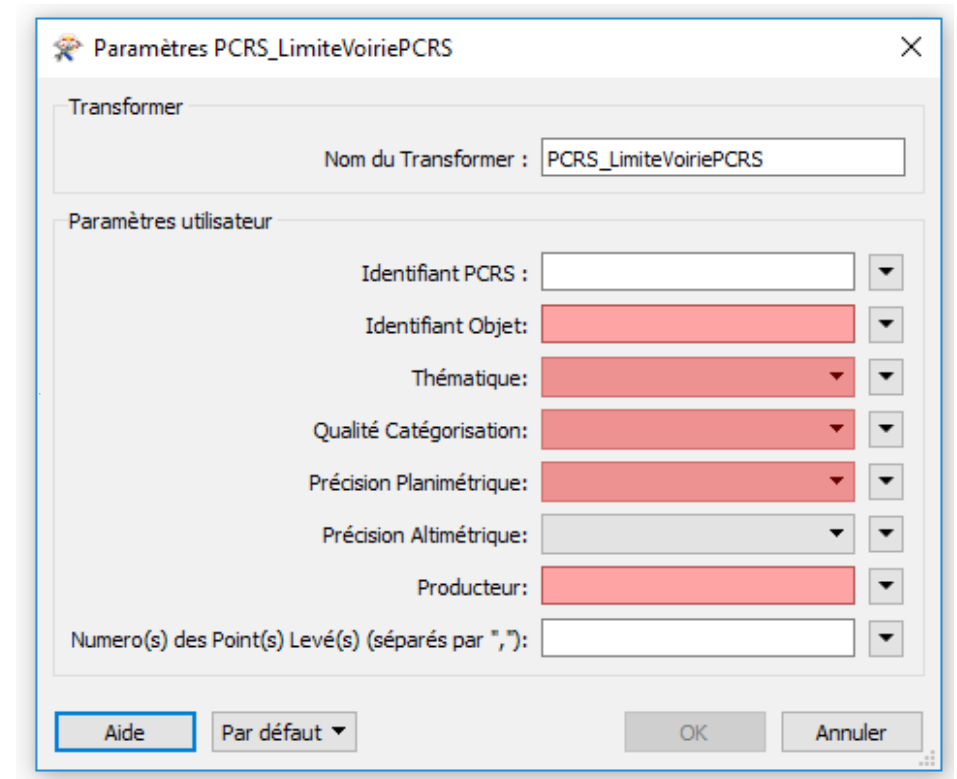 Paramètres PCRS_LimiteVoiriePCRS
Transformer
Nom du Transformer : PCRS_LimiteVoiriePCRS
Paramètres utilisateur
Identifiant PCRS :
Identifiant Objet:
Thématique:
Qualité Catégorisation:
Précision Planimétrique:
Précision Altimétrique:
Producteur:
Numero(s) des Point(s) Levé(s) (séparés par ","):
Aide Par défaut OK Annuler